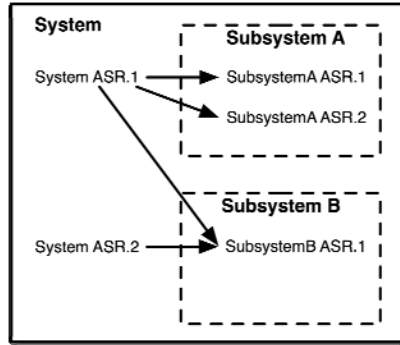 System
Subsystem A
System ASR.1
SubsystemA ASR.1
SubsystemA ASR.2
Subsystem B
System ASR.2
SubsystemB ASR.1